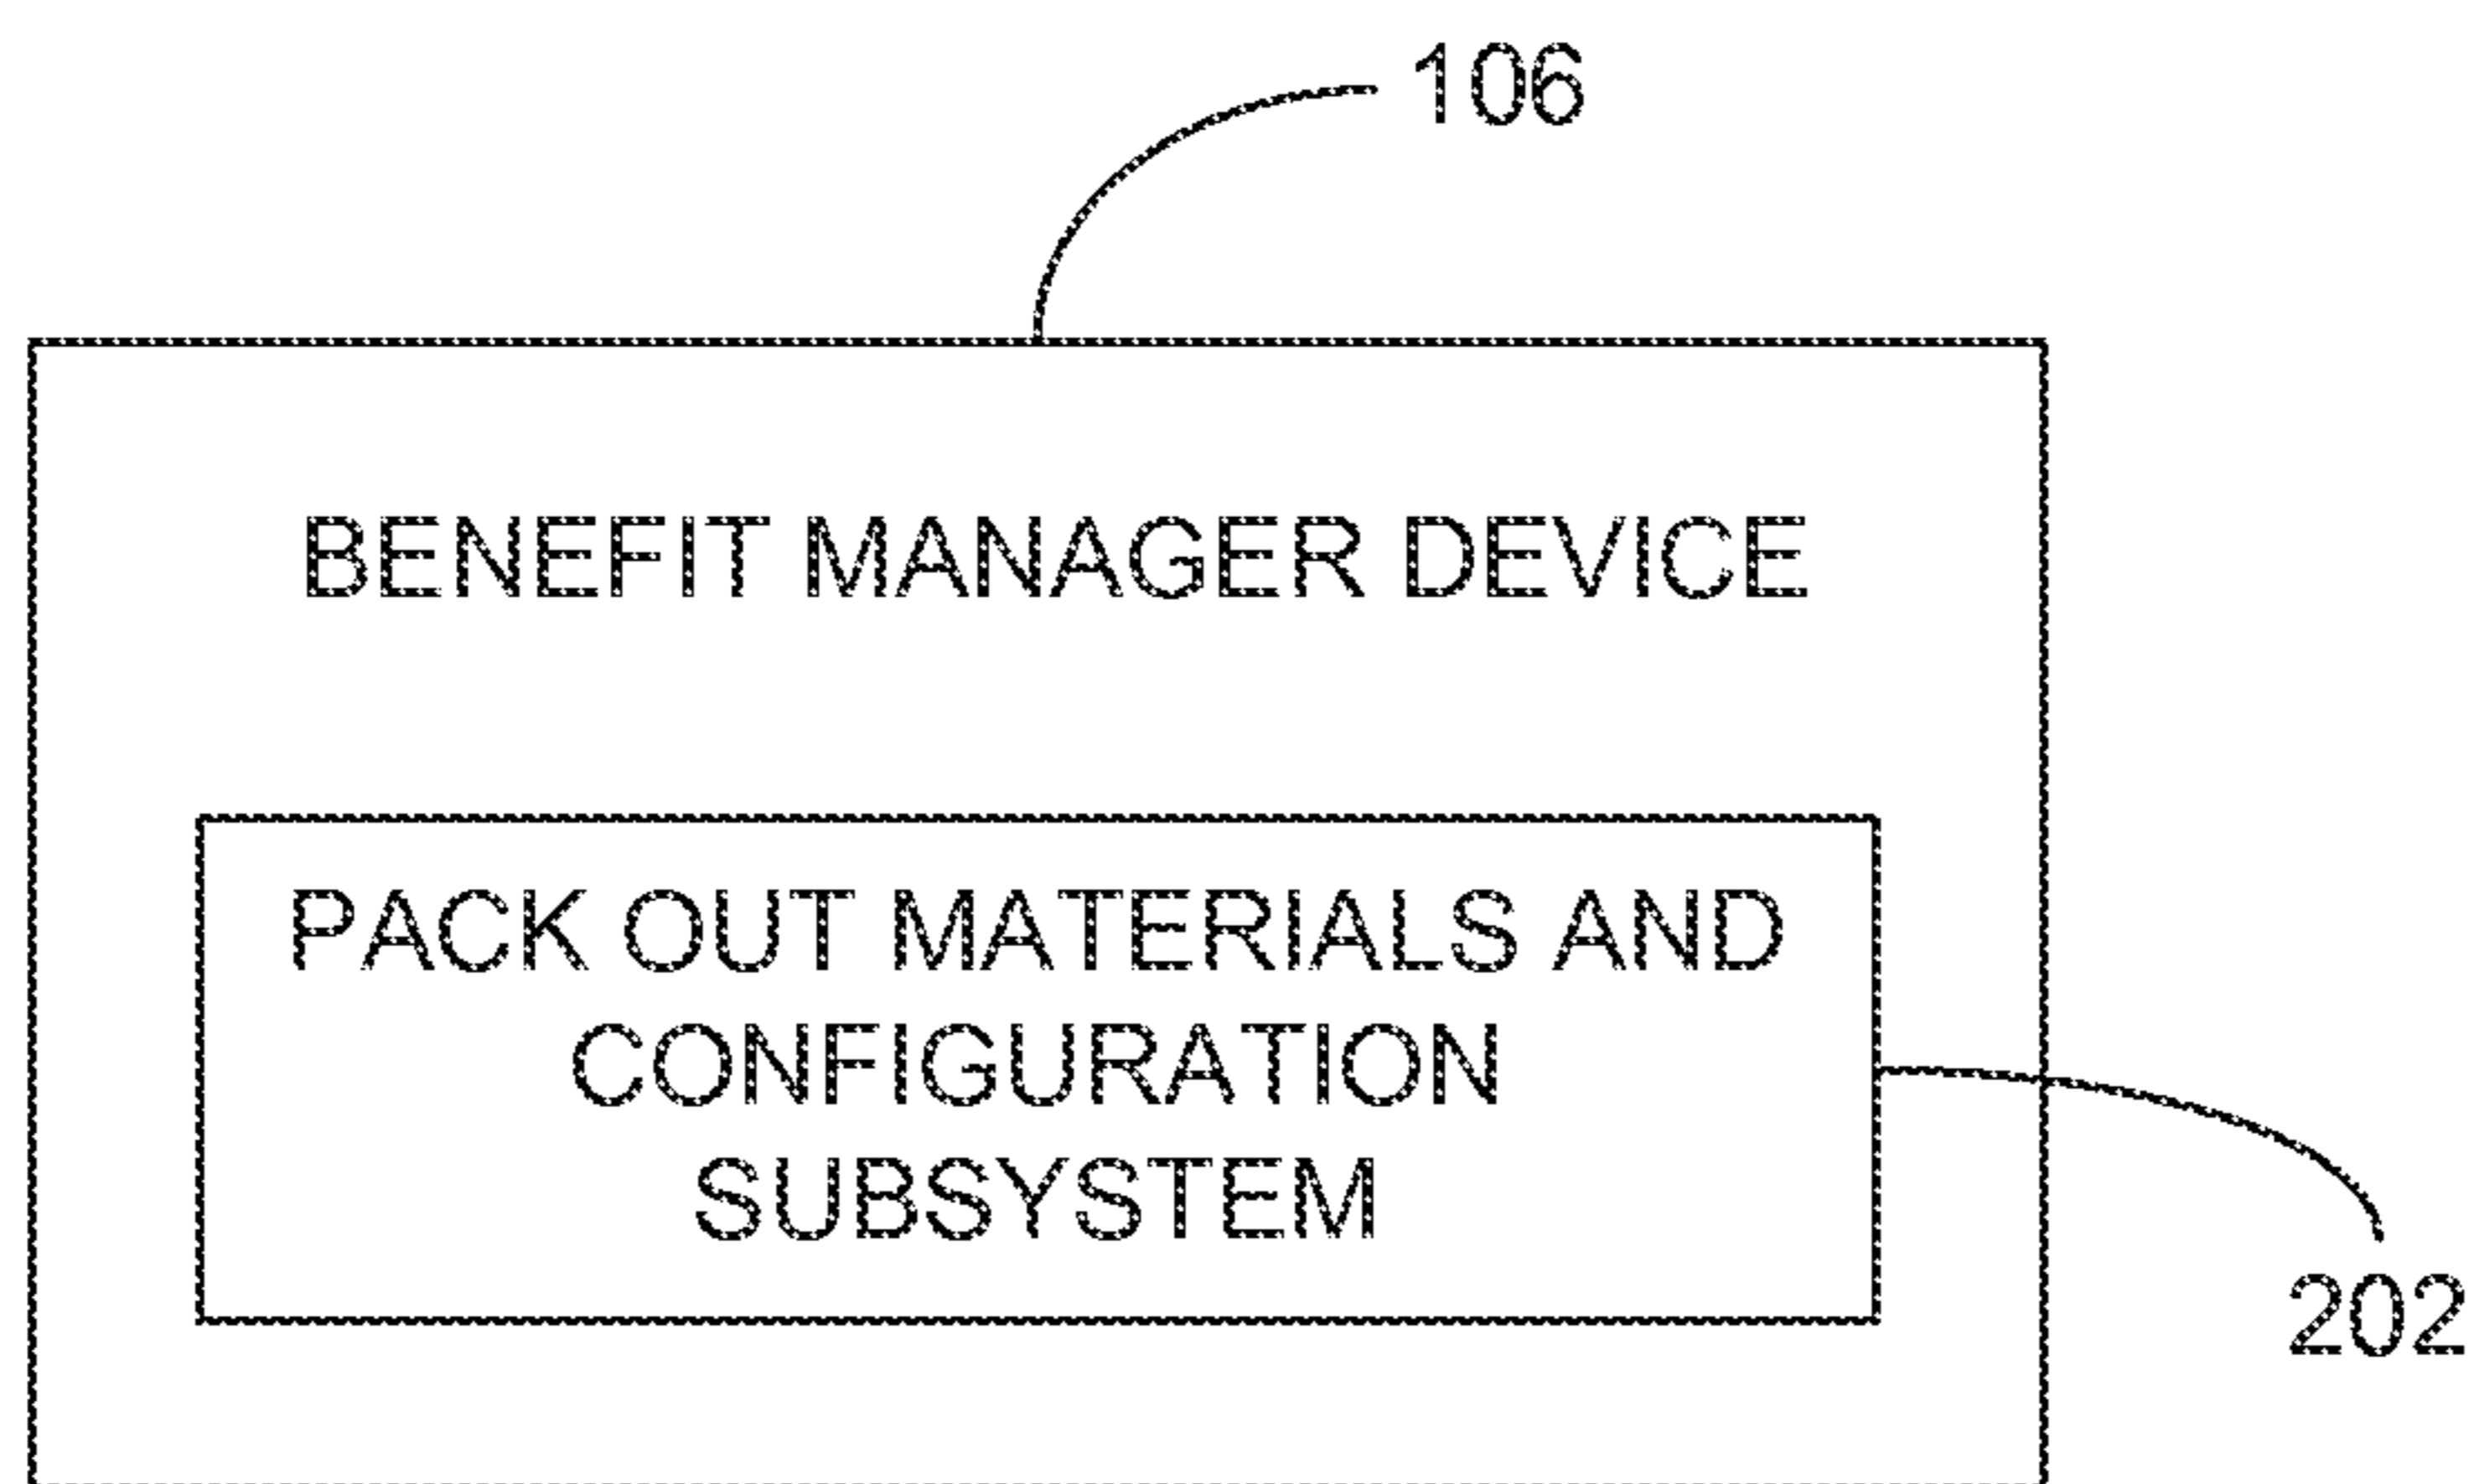 106
BENEFIT MANAGER DEVICE
PACK OUT MATERIALS AND
CONFIGURATION
SUBSYSTEM
202